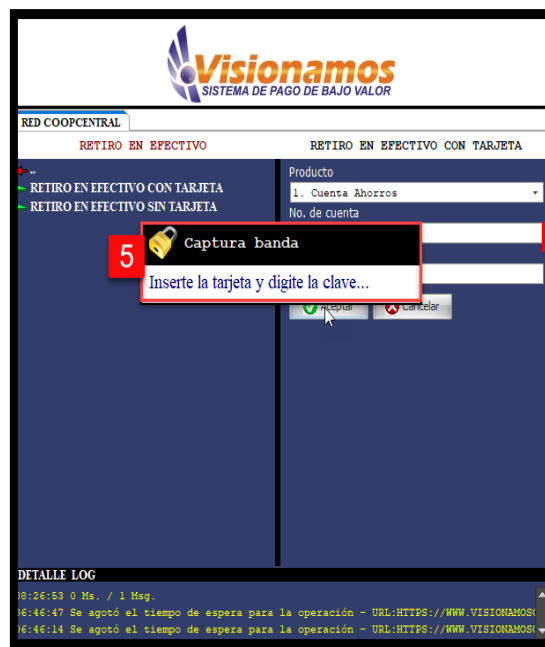 Visionamos
SISTEMA DE PAGO DE BAJO VALOR
RED COOPCENTRAL
RETIRO EN EFECTIVO
RETIRO EN EFECTIVO CON TARJETA
..
RETIRO EN EFECTIVO CON TARJETA
RETIRO EN EFECTIVO SIN TARJETA
Producto
1. Cuenta Ahorros
No. de cuenta
5
Captura banda
Inserte la tarjeta y digite la clave...
Aceptar
Cancelar
DETALLE LOG
08:26:53 0 Ms. / 1 Msg.
06:46:47 Se agotó el tiempo de espera para la operación - URL:HTTPS://WWW.VISIONAMOS
06:46:14 Se agotó el tiempo de espera para la operación - URL:HTTPS://WWW.VISIONAMOS